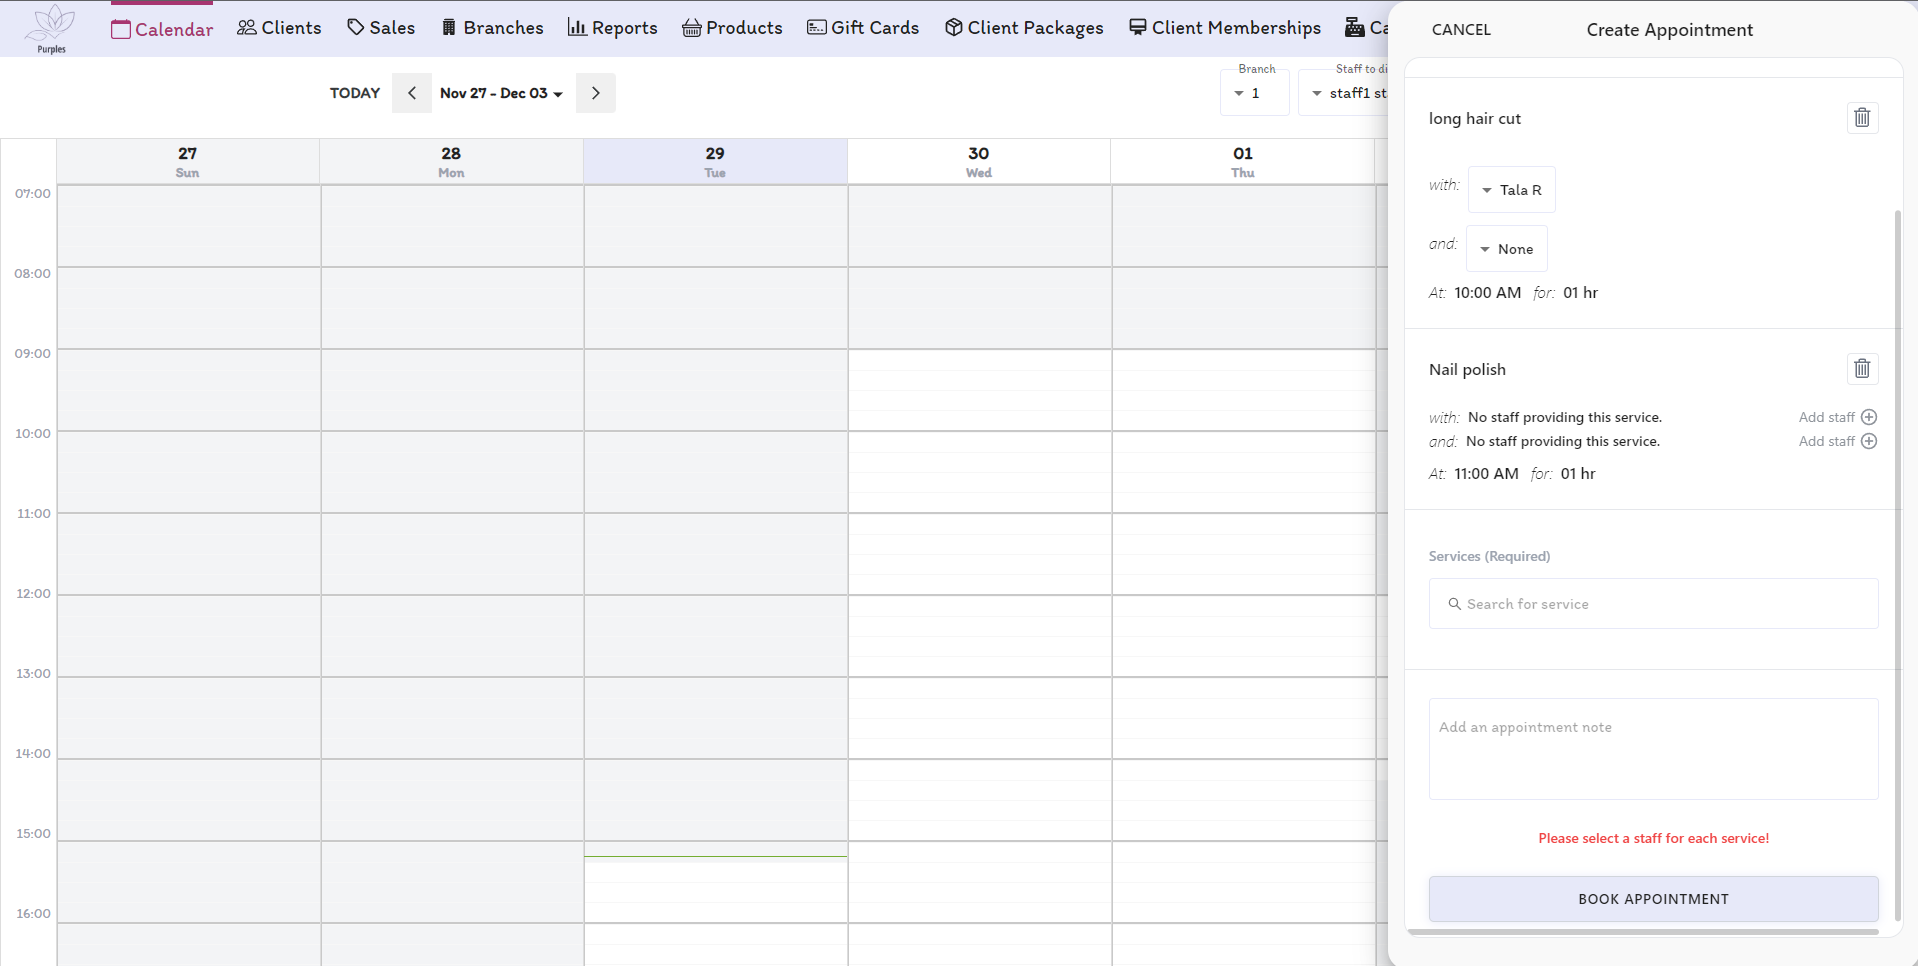 Purples
Calendar
Clients
Sales
Branches
Reports
Products
Gift Cards
Client Packages
Client Memberships
Ca
CANCEL
Create Appointment
TODAY
Nov 27 - Dec 03
Branch
1
Staff to di
staff1 st
27
Sun
28
Mon
29
Tue
30
Wed
01
Thu
07:00
08:00
09:00
10:00
11:00
12:00
13:00
14:00
15:00
16:00
long hair cut
with: Tala R
and: None
At: 10:00 AM for: 01 hr
Nail polish
with: No staff providing this service. Add staff
and: No staff providing this service. Add staff
At: 11:00 AM for: 01 hr
Services (Required)
Search for service
Add an appointment note
Please select a staff for each service!
BOOK APPOINTMENT